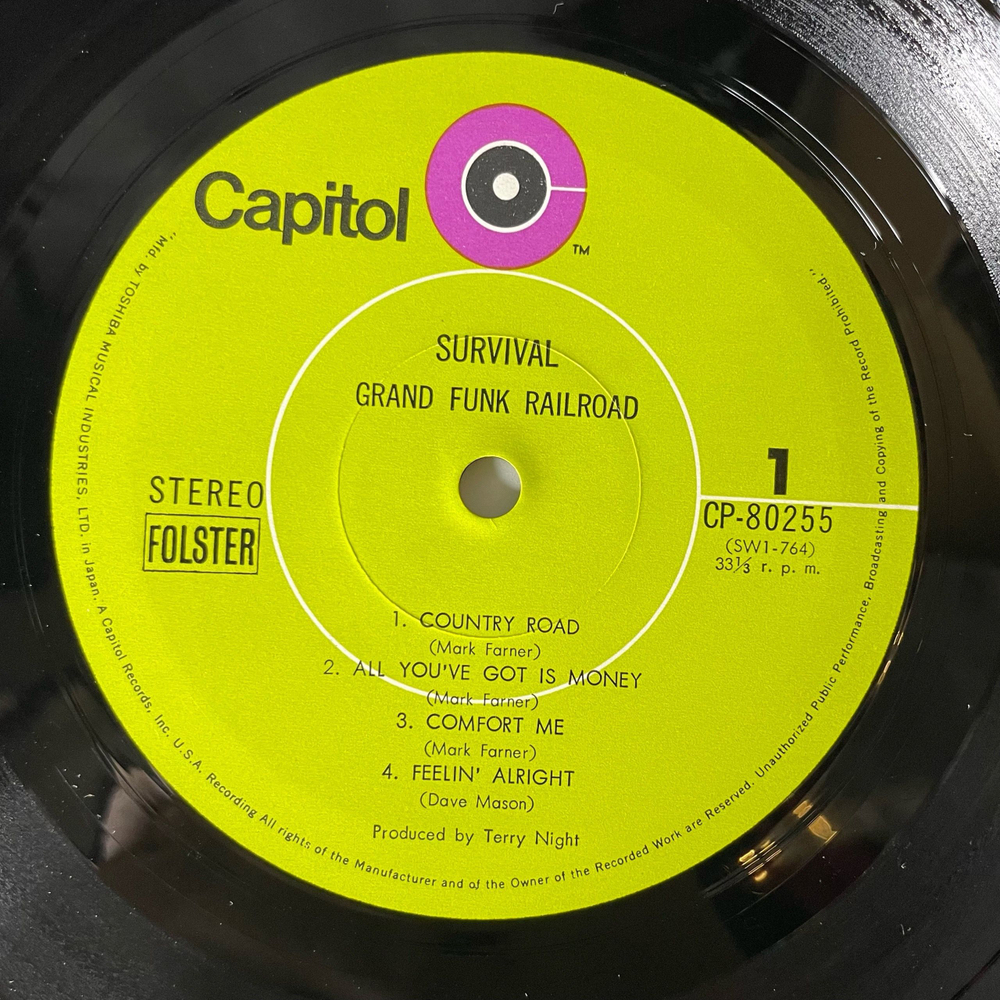 Capitol
TM
SURVIVAL
GRAND FUNK RAILROAD
STEREO
FOLSTER
1
CP-80255
(SW1-764)
33⅓ r. p. m.
1. COUNTRY ROAD
(Mark Farner)
2. ALL YOU'VE GOT IS MONEY
(Mark Farner)
3. COMFORT ME
(Mark Farner)
4. FEELIN' ALRIGHT
(Dave Mason)
Produced by Terry Night
"Mfd. by TOSHIBA MUSICAL INDUSTRIES, LTD. in Japan, A Capitol Records, Inc. U.S.A. Recording All rights of the Manufacturer and of the Owner of the Recorded Work are Reserved. Unauthorized Public Performance, Broadcasting and Copying of the Record Prohibited."